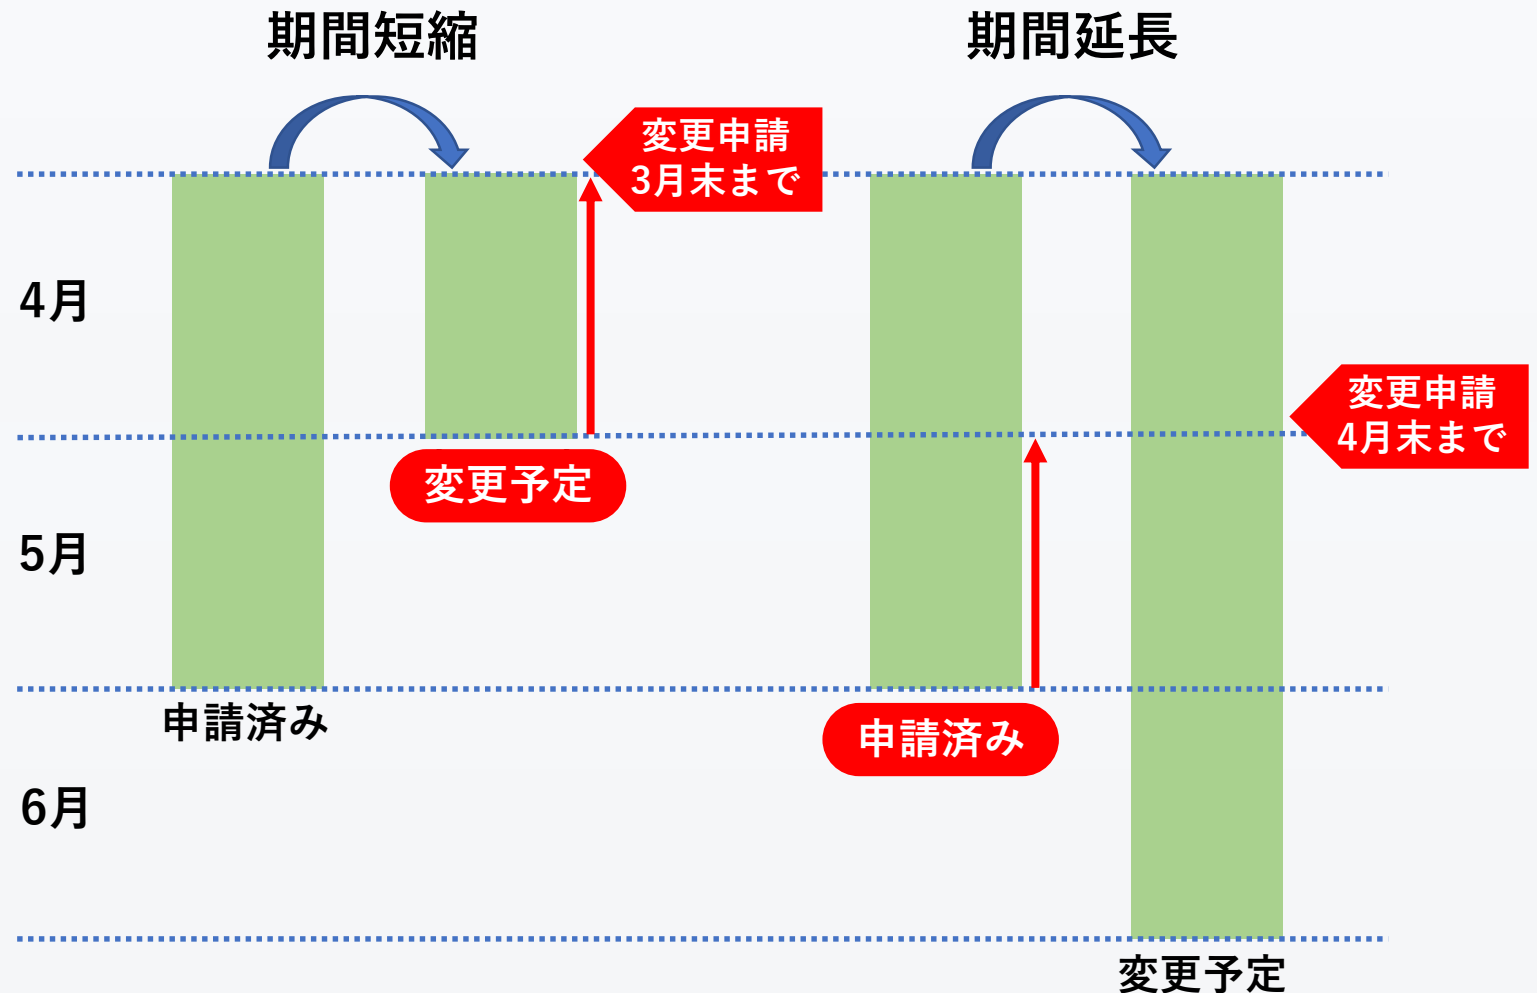 期間短縮
期間延長
変更申請
3月末まで
4月
変更申請
4月末まで
変更予定
5月
申請済み
申請済み
6月
変更予定